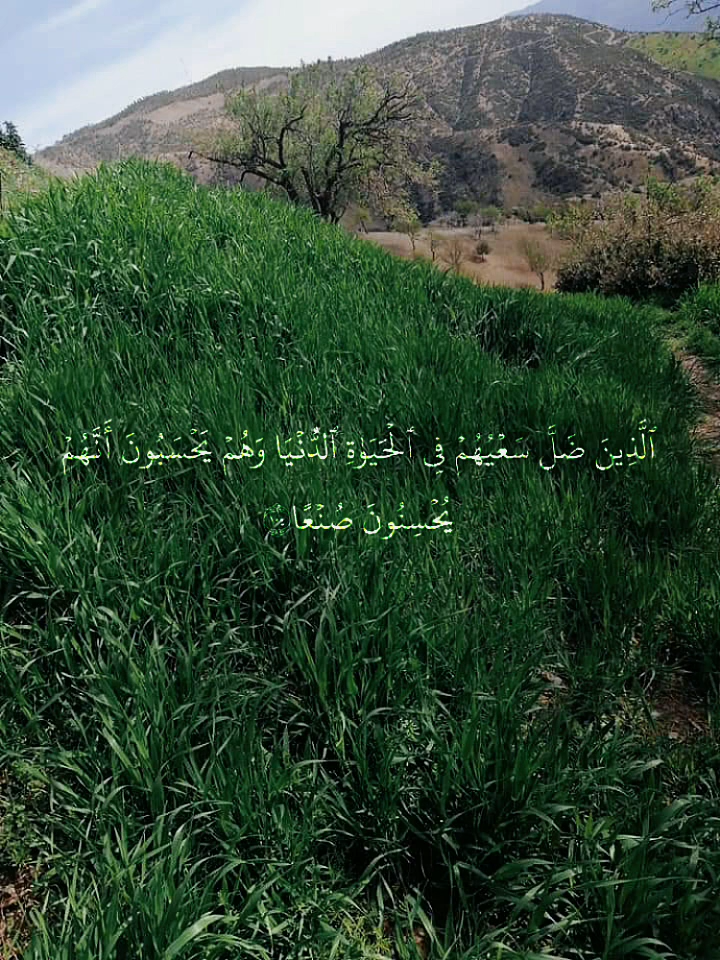 ٱلَّذِينَ ضَلَّ سَعۡيُهُمۡ فِي ٱلۡحَيَوٰةِ ٱلدُّنۡيَا وَهُمۡ يَحۡسَبُونَ أَنَّهُمۡ
يُحۡسِنُونَ صُنۡعًا